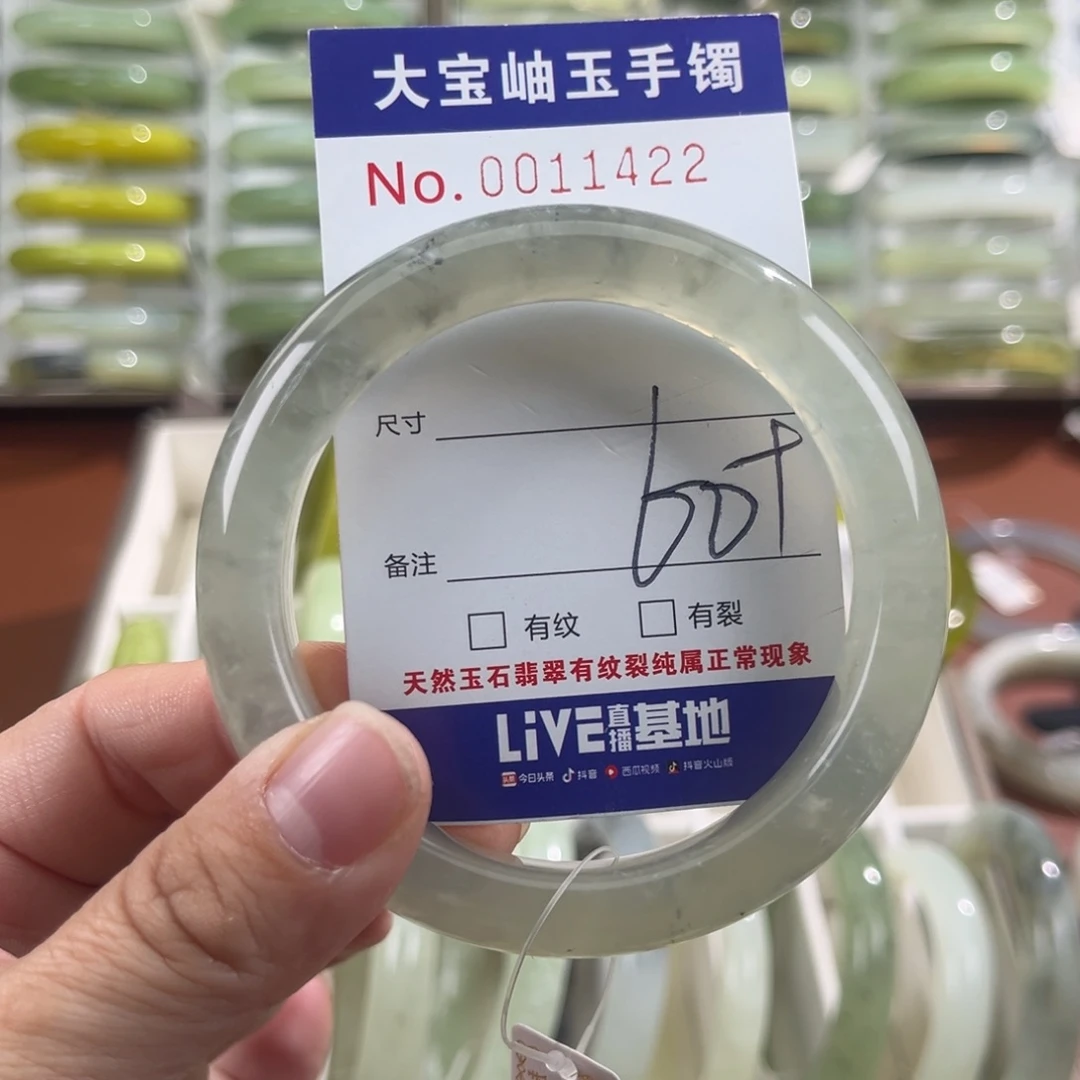 大宝岫玉手镯
No. 0011422
尺寸
60T
备注
有纹 有裂
天然玉石翡翠有纹裂纯属正常现象
LiVE直播基地
今日头条 抖音 西瓜视频 抖音火山版